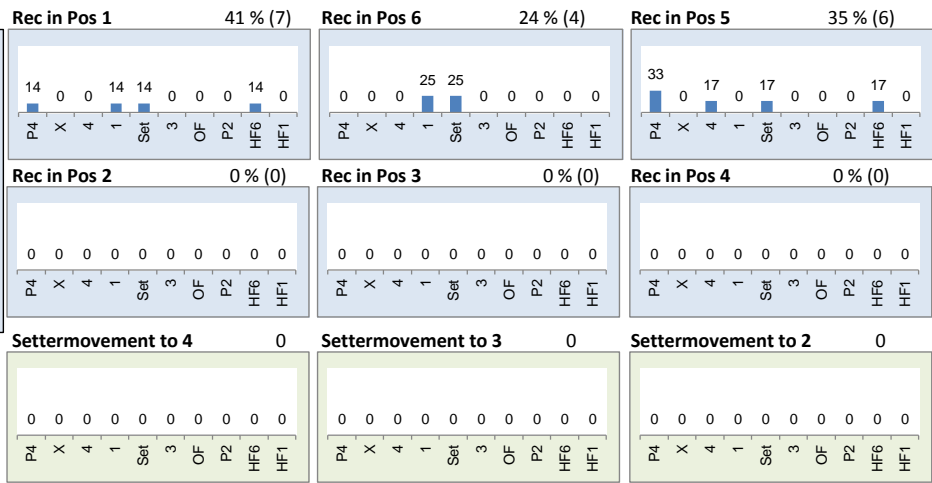 Rec in Pos 1 41 % (7)
14 0 0 14 14 0 0 0 14 0
P4 X 4 1 Set 3 OF P2 HF6 HF1
Rec in Pos 6 24 % (4)
0 0 0 25 25 0 0 0 0 0
P4 X 4 1 Set 3 OF P2 HF6 HF1
Rec in Pos 5 35 % (6)
33 0 17 0 17 0 0 0 17 0
P4 X 4 1 Set 3 OF P2 HF6 HF1
Rec in Pos 2 0 % (0)
0 0 0 0 0 0 0 0 0 0
P4 X 4 1 Set 3 OF P2 HF6 HF1
Rec in Pos 3 0 % (0)
0 0 0 0 0 0 0 0 0 0
P4 X 4 1 Set 3 OF P2 HF6 HF1
Rec in Pos 4 0 % (0)
0 0 0 0 0 0 0 0 0 0
P4 X 4 1 Set 3 OF P2 HF6 HF1
Settermovement to 4 0
0 0 0 0 0 0 0 0 0 0
P4 X 4 1 Set 3 OF P2 HF6 HF1
Settermovement to 3 0
0 0 0 0 0 0 0 0 0 0
P4 X 4 1 Set 3 OF P2 HF6 HF1
Settermovement to 2 0
0 0 0 0 0 0 0 0 0 0
P4 X 4 1 Set 3 OF P2 HF6 HF1